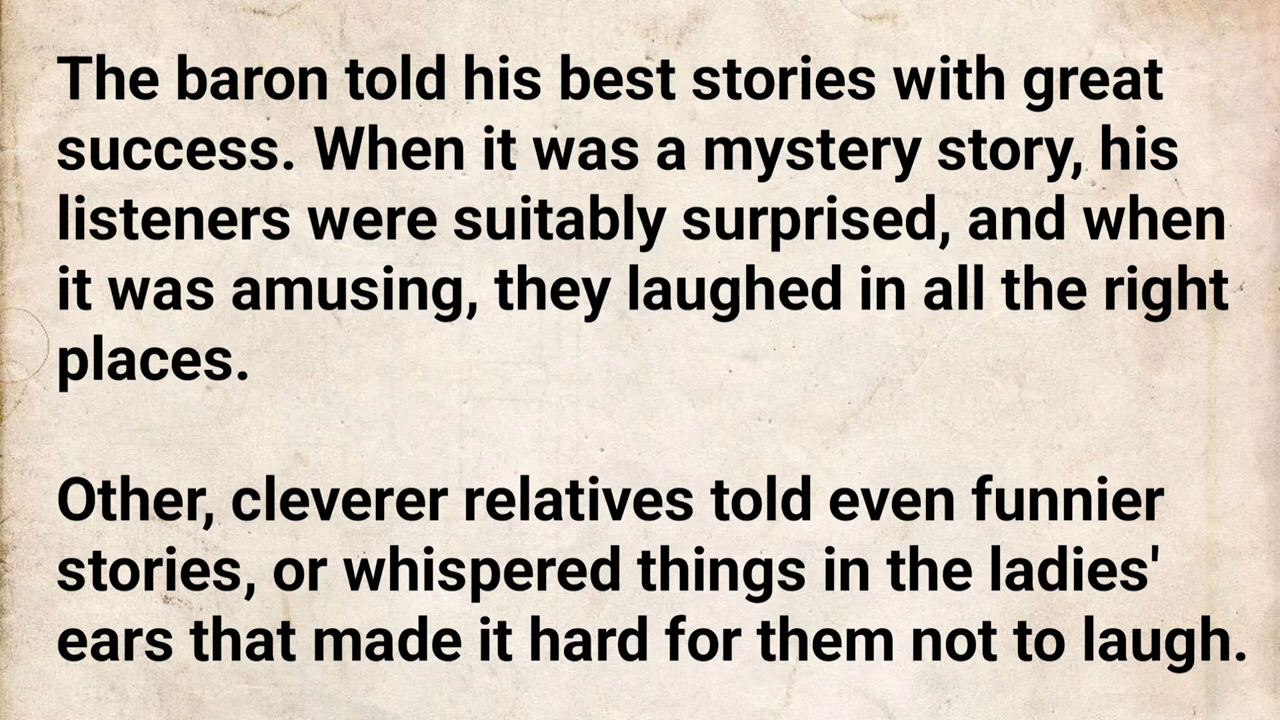 The baron told his best stories with great
success. When it was a mystery story, his
listeners were suitably surprised, and when
it was amusing, they laughed in all the right
places.
Other, cleverer relatives told even funnier
stories, or whispered things in the ladies'
ears that made it hard for them not to laugh.